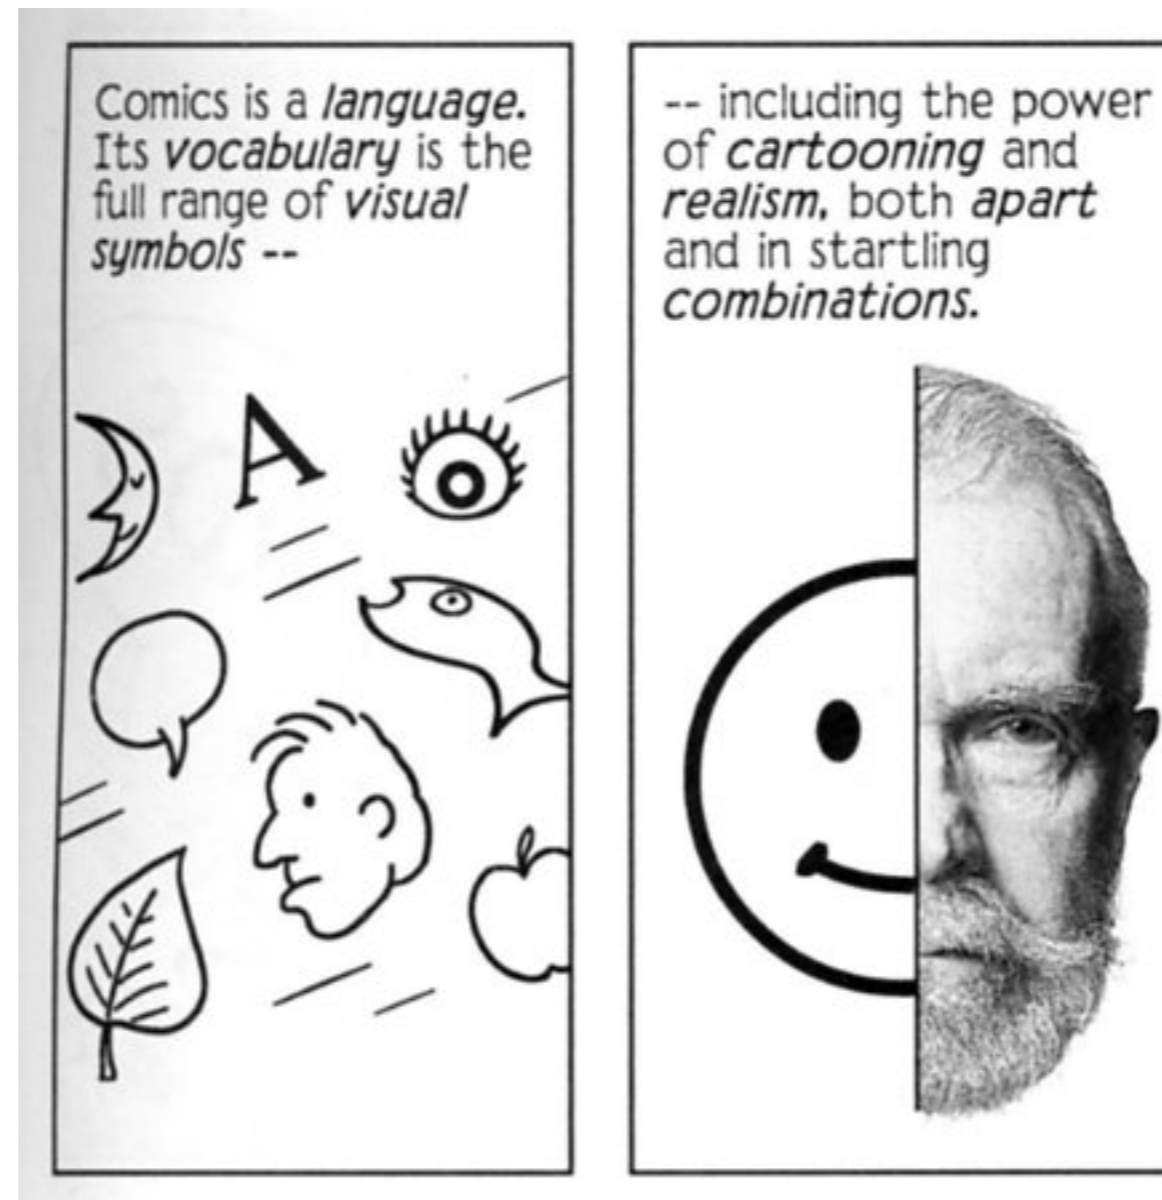 Comics is a language.
Its vocabulary is the
full range of visual
symbols --
A
-- including the power
of cartooning and
realism, both apart
and in startling
combinations.